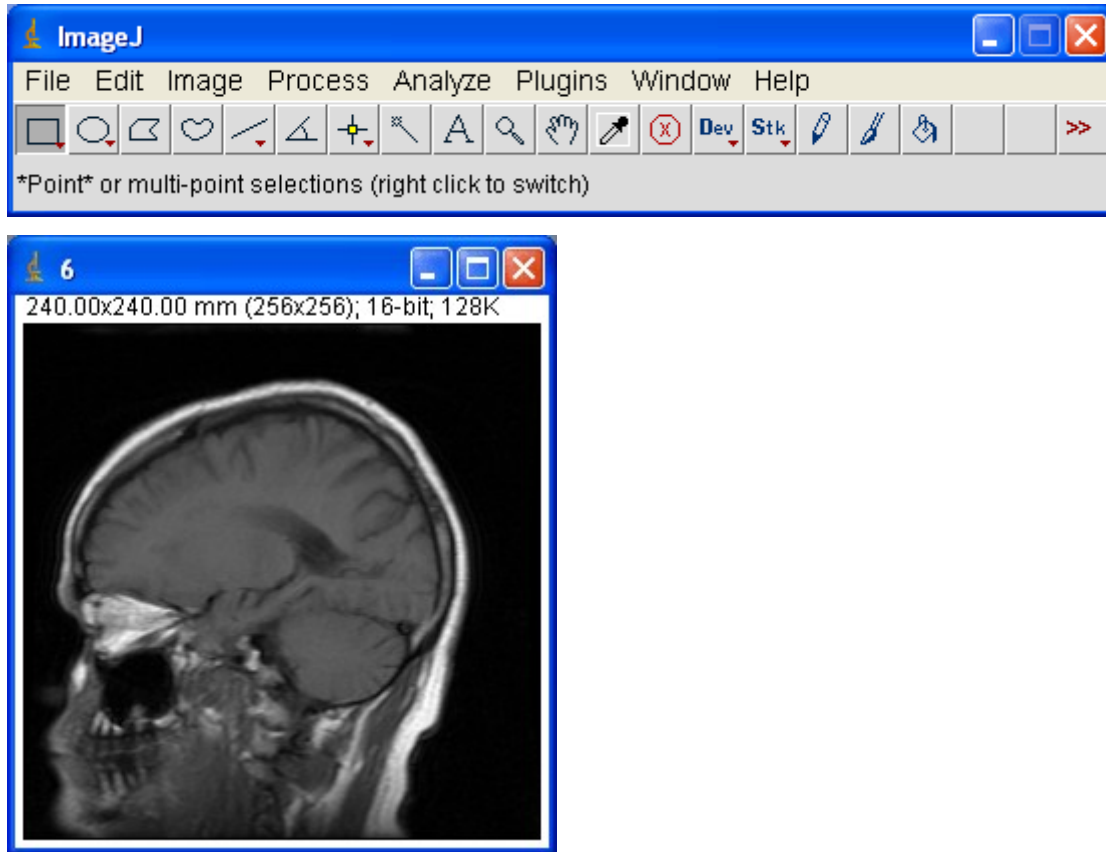 ImageJ
File Edit Image Process Analyze Plugins Window Help
A Dev Stk >>
*Point* or multi-point selections (right click to switch)
6
240.00x240.00 mm (256x256); 16-bit; 128K